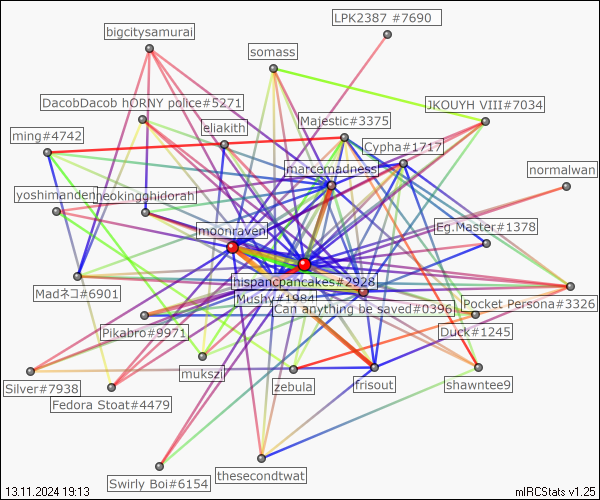 LPK2387 #7690
bigcitysamurai
somass
DacobDacob hORNY police#5271
JKOUYH VIII#7034
Majestic#3375
eliakith
ming#4742
Cypha#1717
marcemadness
normalwan
yoshimanden
neokingghidorah
Eg.Master#1378
moonraven
hispancpancakes#2928
Madネコ#6901
Mushy#1984
Pocket Persona#3326
Can anything be saved#0396
Pikabro#9971
Duck#1245
mukszi
Silver#7938
zebula
frisout
shawntee9
Fedora Stoat#4479
thesecondtwat
Swirly Boi#6154
13.11.2024 19:13
mIRCStats v1.25